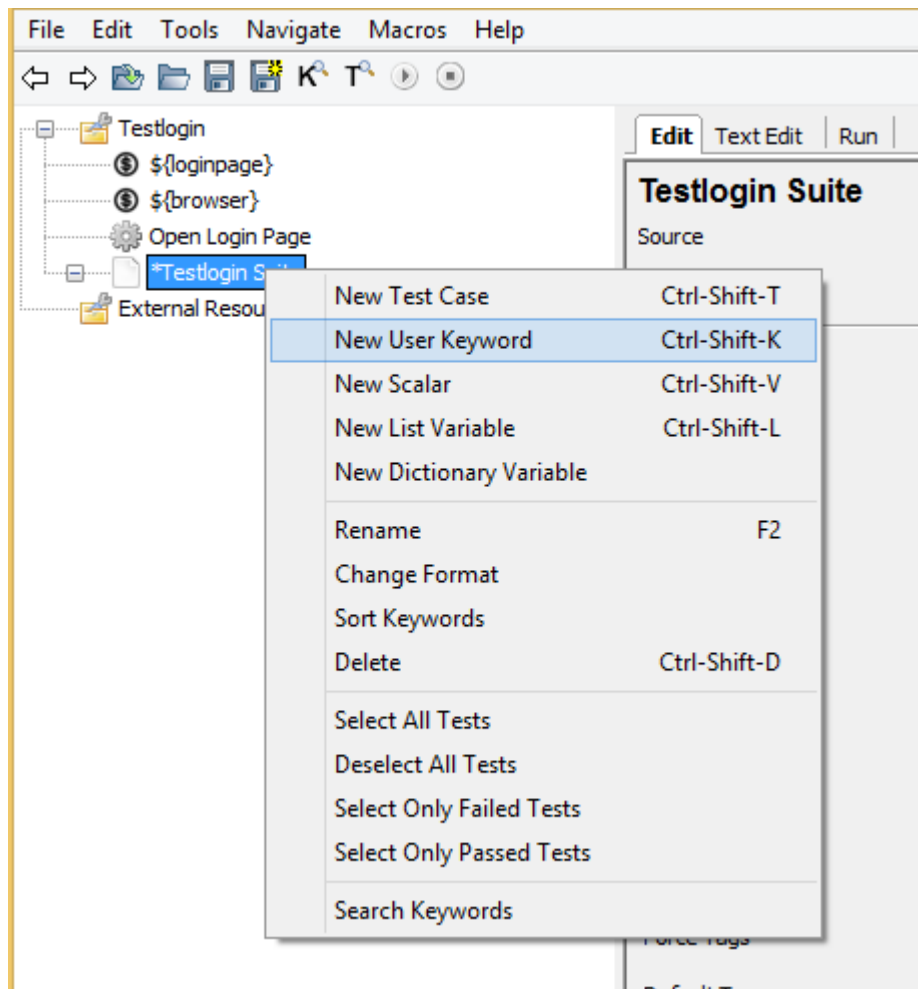 File Edit Tools Navigate Macros Help
K T
Testlogin
${loginpage}
${browser}
Open Login Page
*Testlogin
External
Edit Text Edit Run
Testlogin Suite
Source
New Test Case Ctrl-Shift-T
New User Keyword Ctrl-Shift-K
New Scalar Ctrl-Shift-V
New List Variable Ctrl-Shift-L
New Dictionary Variable
Rename F2
Change Format
Sort Keywords
Delete Ctrl-Shift-D
Select All Tests
Deselect All Tests
Select Only Failed Tests
Select Only Passed Tests
Search Keywords